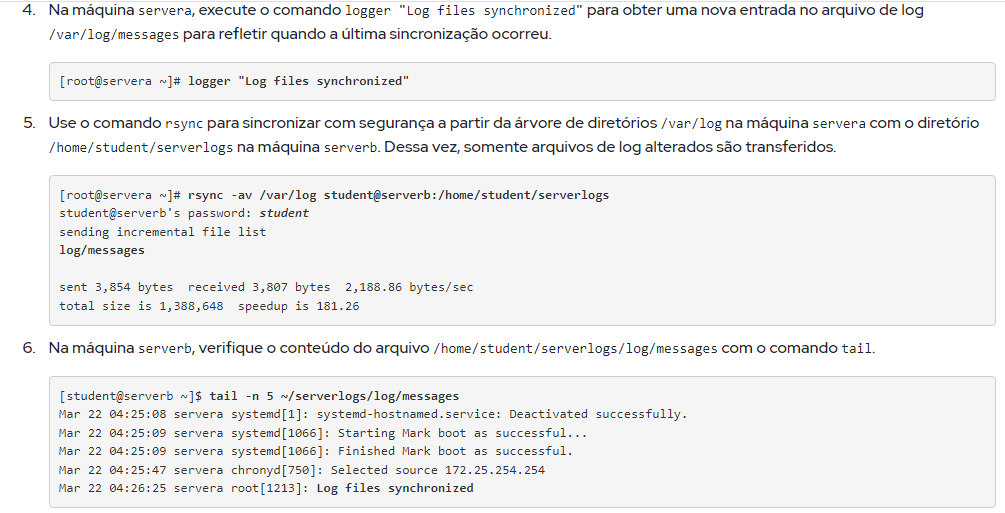 4. Na máquina servera, execute o comando logger "Log files synchronized" para obter uma nova entrada no arquivo de log
/var/log/messages para refletir quando a última sincronização ocorreu.
[root@servera ~]# logger "Log files synchronized"
5. Use o comando rsync para sincronizar com segurança a partir da árvore de diretórios /var/log na máquina servera com o diretório
/home/student/serverlogs na máquina serverb. Dessa vez, somente arquivos de log alterados são transferidos.
[root@servera ~]# rsync -av /var/log student@serverb:/home/student/serverlogs
student@serverb's password: student
sending incremental file list
log/messages
sent 3,854 bytes  received 3,807 bytes  2,188.86 bytes/sec
total size is 1,388,648  speedup is 181.26
6. Na máquina serverb, verifique o conteúdo do arquivo /home/student/serverlogs/log/messages com o comando tail.
[student@serverb ~]$ tail -n 5 ~/serverlogs/log/messages
Mar 22 04:25:08 servera systemd[1]: systemd-hostnamed.service: Deactivated successfully.
Mar 22 04:25:09 servera systemd[1066]: Starting Mark boot as successful...
Mar 22 04:25:09 servera systemd[1066]: Finished Mark boot as successful.
Mar 22 04:25:47 servera chronyd[750]: Selected source 172.25.254.254
Mar 22 04:26:25 servera root[1213]: Log files synchronized